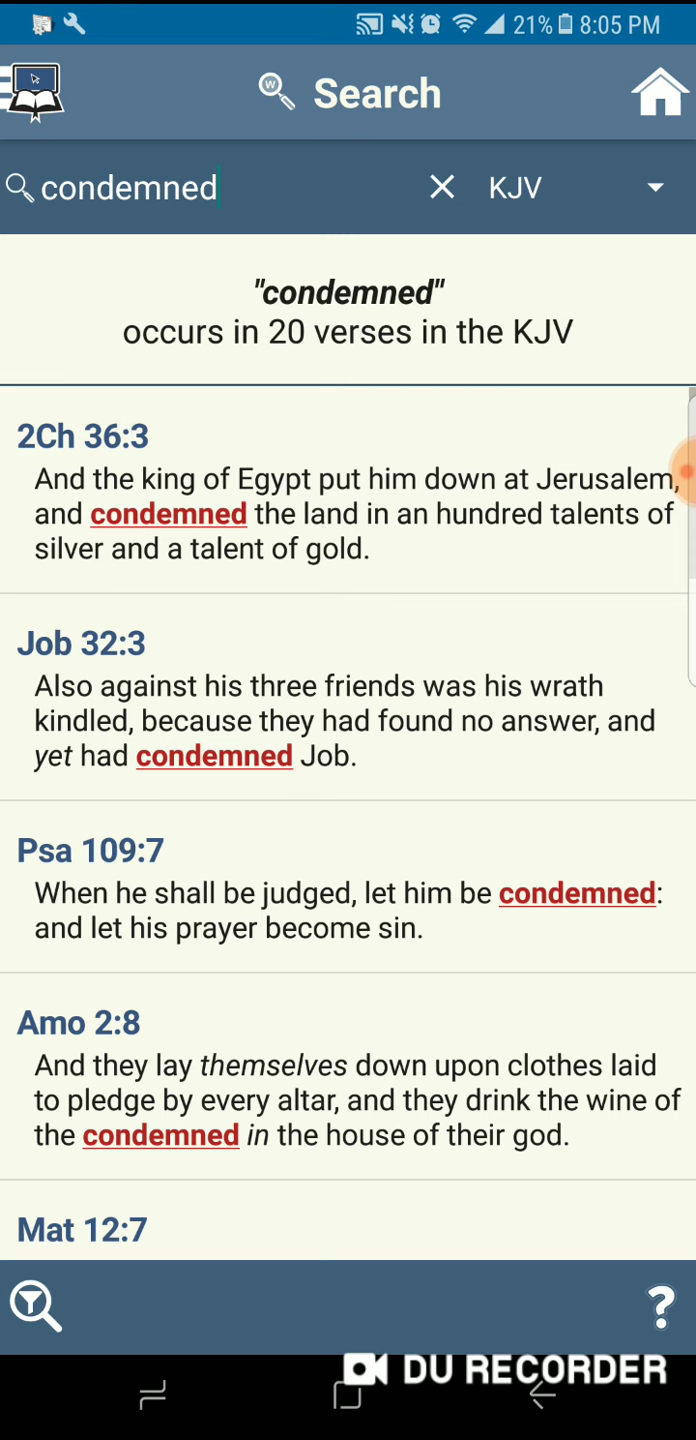 21% 8:05 PM
W
Search
condemned
KJV
"condemned"
occurs in 20 verses in the KJV
2Ch 36:3
And the king of Egypt put him down at Jerusalem,
and condemned the land in an hundred talents of
silver and a talent of gold.
Job 32:3
Also against his three friends was his wrath
kindled, because they had found no answer, and
yet had condemned Job.
Psa 109:7
When he shall be judged, let him be condemned:
and let his prayer become sin.
Amo 2:8
And they lay themselves down upon clothes laid
to pledge by every altar, and they drink the wine of
the condemned in the house of their god.
Mat 12:7
?
DU RECORDER